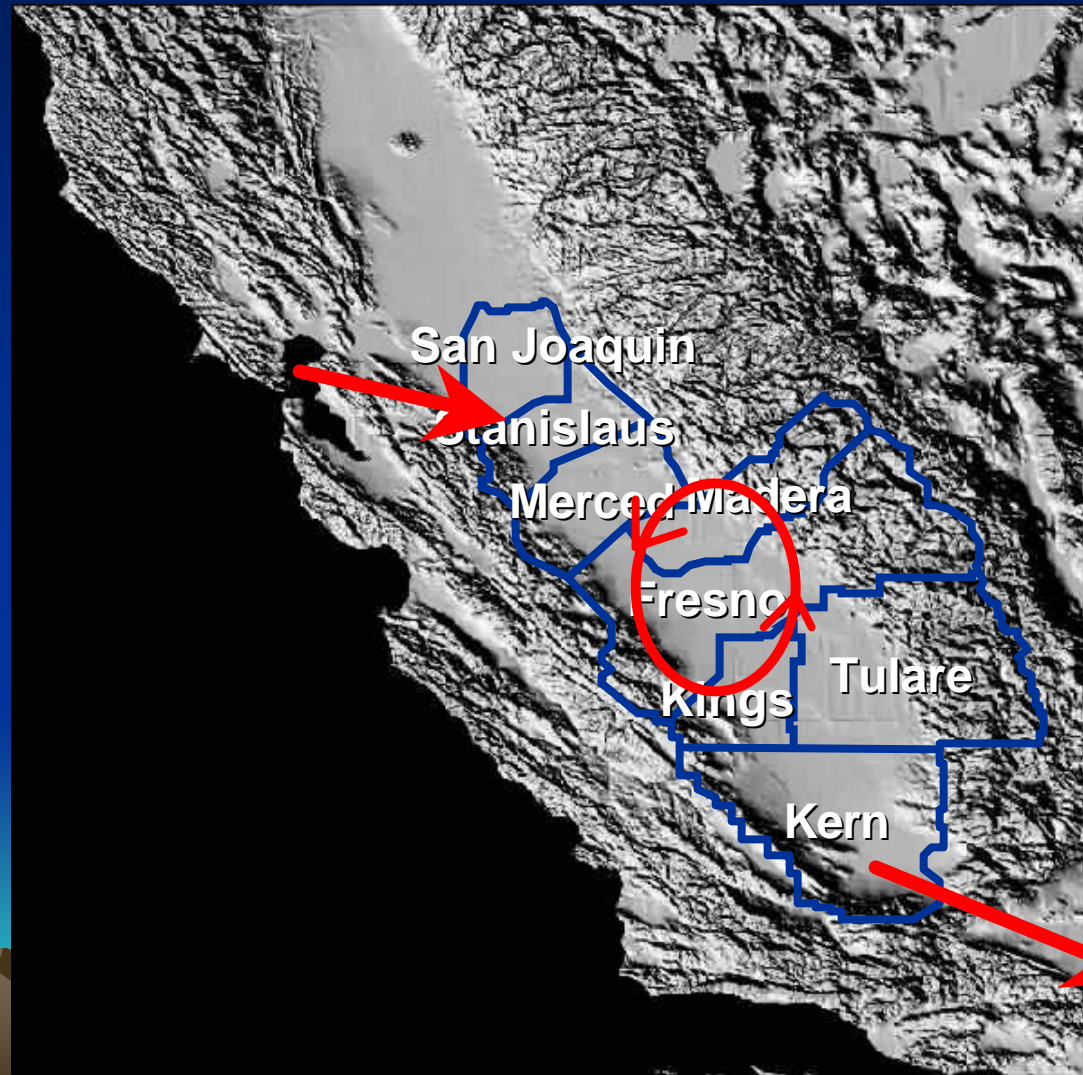 San Joaquin
Stanislaus
Merced
Madera
Fresno
Tulare
Kings
Kern